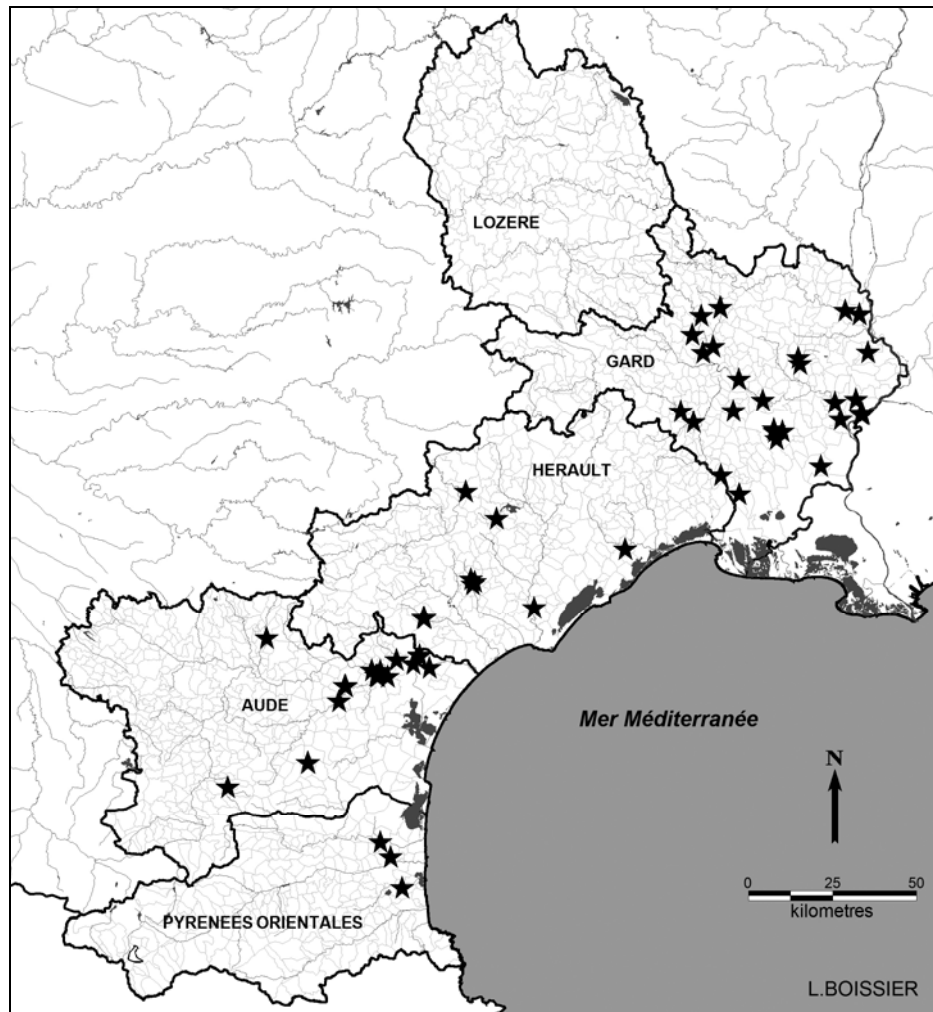 LOZERE
GARD
HERAULT
AUDE
Mer Méditerranée
N
0 25 50
kilometres
PYRENEES ORIENTALES
L.BOISSIER